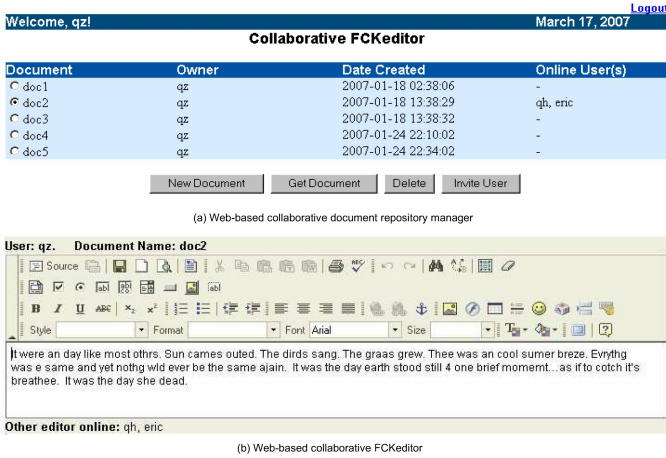 Logout
Welcome, qz! March 17, 2007
Collaborative FCKeditor
Document Owner Date Created Online User(s)
doc1 qz 2007-01-18 02:38:06 -
doc2 qz 2007-01-18 13:38:29 qh, eric
doc3 qz 2007-01-18 13:38:32 -
doc4 qz 2007-01-24 22:10:02 -
doc5 qz 2007-01-24 22:34:02 -
New Document Get Document Delete Invite User
(a) Web-based collaborative document repository manager
User: qz. Document Name: doc2
Source
B I U ABC x₂ x²
Style Format Font Arial Size
It were an day like most othrs. Sun cames outed. The dirds sang. The graas grew. Thee was an cool sumer breze. Evrythg
was e same and yet nothg wld ever be the same ajain. It was the day earth stood still 4 one brief momernt...as if to cotch it's
breathee. It was the day she dead.
Other editor online: qh, eric
(b) Web-based collaborative FCKeditor